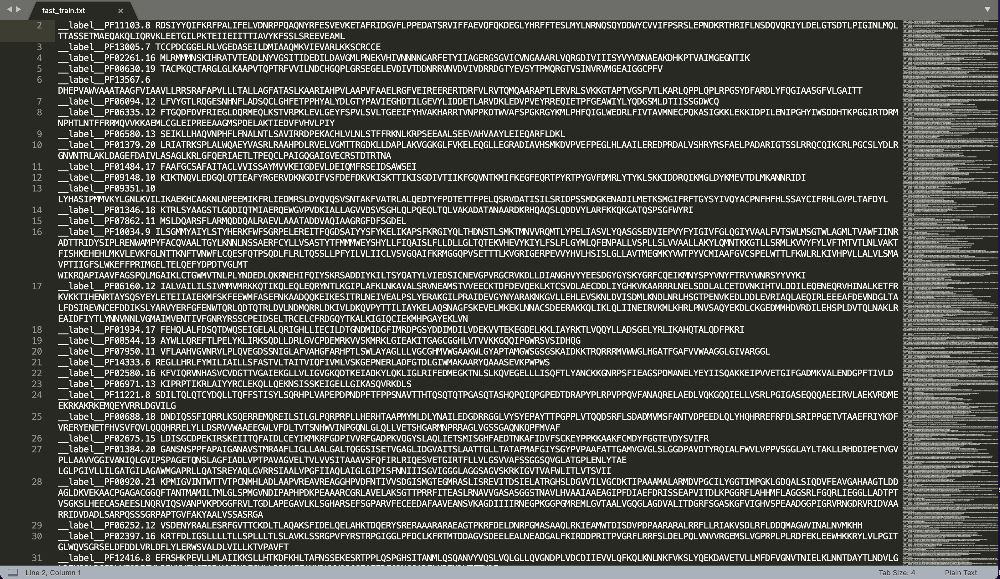 fast_train.txt
2 __label__PF11103.8 RDSIYYQIFKRFPALIFELVDNRPPQAQNYRFESVEVKETAFRIDGVFLPPEDATSRVIFFAEVQFQKDEGLYHRFFTESLMYLNRNQSQYDDWYCVVIFPSRSLEPNDKRTHRIFLNSDQVQRIYLDELGTSDTLPIGINLMQL
TTASSETMAEQAKQLIQRVKLEETGILPKTEIIEIITTIAVYKFSSLSREEVEAML
3 __label__PF13005.7 TCCPDCGGELRLVGEDASEILDMIAAQMKVIEVARLKKSCRCCE
4 __label__PF02261.16 MLRMMMNSKIHRATVTEADLNYVGSITIDEDILDAVGMLPNEKVHIVNNNNGARFETYIIAGERGSGVICVNGAAARLVQRGDIVIIISYVYVDNAEAKDHKPTVAIMGEGNTIK
5 __label__PF00630.19 TACPKQCTARGLGLKAAPVTQPTRFVVILNDCHGQPLGRSEGELEVDIVTDDNRRVNVDVIVDRRDGTYEVSYTPMQRGTVSINVRVMGEAIGGCPFV
6 __label__PF13567.6
DHEPVAWVAAATAAGFVIAAVLLRRSRAFAPVLLLTALLAGFATASLKAARIAHPVLAAPVFAAELRGFVEIREERERTDRFVLRVTQMQAARAPTLERVRLSVKKGTAPTVGSFVTLKARLQPPLQPLRPGSYDFARDLYFQGIAASGFVLGAITT
7 __label__PF06094.12 LFVYGTLRQGESNHNFLADSQCLGHFETPPHYALYDLGTYPAVIEGHDTILGEVYLIDDETLARVDKLEDVPVEYRREQIETPFGEAWIYLYQDGSMLDTIISSGDWCQ
8 __label__PF06335.12 FTGQDFDVFRIEGLDQRMEQLKSTVRPKLEVLGEYFSPVLSVLTGEEIFYHVAKHARRTVNPPKDTWVAFSPGKRGYKMLPHFQIGLWEDRLFIVTAVMNECPQKASIGKKLEKKIDPILENIPGHYIWSDDHTKPGGIRTDRM
NPHTLNTFFRRMQVVKKAEMLCGLEIPREEAAGMSPDELAKTIEDVFVHVLPIY
9 __label__PF06580.13 SEIKLLHAQVNPHFLFNALNTLSAVIRRDPEKACHLVLNLSTFFRKNLKRPSEEAALSEEVAHVAAYLEIEQARFLDKL
10 __label__PF01379.20 LRIATRKSPLALWQAEYVASRLRAAHPDLRVELVGMTTRGDKLLDAPLAKVGGKGLFVKELEQGLLEGRADIAVHSMKDVPVEFPEGLHLAAILEREDPRDALVSHRYRSFAELPADARIGTSSLRRQCQIKCRLPGCSLYDLR
GNVNTRLAKLDAGEFDAIVLASAGLKRLGFQERIAETLTPEQCLPAIGQGAIGVECRSTDTRTNA
11 __label__PF01484.17 FAAFGCSAFAITACLVVISSAYMVVKEIGDEVLDEIQMFRSEIDSAWSEI
12 __label__PF09148.10 KIKTNQVLEDGQLQTIEAFYRGERVDKNGDIFVSFDEFDKVKISKTTIKISGDIVTIIKFGQVNTKMIFKEGFEQRTPYRTPYGVFDMRLYTYKLSKKIDDRQIKMGLDYKMEVTDLMKANNRIDI
13 __label__PF09351.10
LYHASIPMMVKYLGNLKVILIKAEKHCAAKNLNPEEMIKFRLIEDMRSLDYQVQSVSNTAKFVATRLALQEDTYFPDTETTFPELQSRVDATISILSRIDPSSMDGKENADILMETKSMGIFRFTGYSYIVQYACPNFHFHLSSAYCIFRHLGVPLTAFDYL
14 __label__PF01346.18 KTRLSYAAGSTLGQDIQTMIAERQEWGVPVDKIALLAGVVDSVSGHLQLPQEQLTQLVAKADATANAARDKRHQAQSLQDDVYLARFKKQKGATQSPSGFWYRI
15 __label__PF07862.11 MSLDQARSFLARMQDDQALRAEVLAAATADDVAQIAAGRGFDFSGDEL
16 __label__PF10034.9 ILSGMMYAIYLSTYHERKFWFSGRPELEREITFQGDSAIYYSFYKELIKAPSFKRGIYQLTHDNSTLSMKTMNVVRQMTLYPELIASVLYQASGSEDVIEPVYFYIGIVFGLQGIYVAALFVTSWLMSGTWLAGMLTVAWFIINR
ADTTRIDYSIPLRENWAMPYFACQVAALTGYLKNNLNSSAERFCYLLVSASTYTFMMMWEYSHYLLFIQAISLFLLDLLGLTQTEKVHEVYKIYLFSLFLGYMLQFENPALLVSPLLSLVVAALLAKYLQMNTKKGTLLSRMLKVVYFYLVFTMTVTLNLVAKT
FISHKEHEHLMKVLEVKFGLNTTKNFTVNWFLCQESFQTPSQDLFLRLTQSSLLPFYILVLIICLVSVGQAIFKRMGGQPVSETTTLKVGRIGERPEVVYHVLHSISLGLLAVTMEGMKYVWTPYVCMIAAFGVCSPELWTTLFKWLRLKIVHPVLLALVLSMA
VPTIIGFSLWKEFFPRIMGELTELQEFYDPDTVGLMT
WIKRQAPIAAVFAGSPQLMGAIKLCTGWMVTNLPLYNDEDLQKRNEHIFQIYSKRSADDIYKILTSYQATYLVIEDSICNEVGPVRGCRVKDLLDIANGHVYYEESDGYGYSKYGRFCQEIKMNYSPYVNYFTRVYWNRSYYVYKI
17 __label__PF06160.12 IALVAILILSIVMMVMRKKQTIKQLEQLEQRYNTLKGIPLAFKLNKAVALSRVNEAMSTVVEECKTDFDEVQEKLKTCSVDLAECDDLIYGHKVKAARRRLNELSDDLALCETDVNKIHTVLDDILEQENEQRVHINALKETFR
KVKKTIHENRTAYSQSYEYLETEIIAIEKMFSKFEEWMFASEFNKAADQQKEIKESITRLNEIVEALPSLYERAKGILPRAIDEVGYNYARAKNKGVLLEHLEVSKNLDVISDMLKNDLNRLHSGTPENVKEDLDDLEVRIAQLAEQIRLEEEAFDEVNDGLTA
LFDSIREVNCEFDDIKSLYARVYERFGFENWTQRLQDTQTRLDVLNDMQRRLDKIVLDKQVPYTTILIAYKELAQSNAGFSKEVELMKEKLNNACSDEERAKKQLIKLQLIINEIRVKMLKHRLPNVSAQYEKDLCKGEDMMHDVRDILEHSPLDVTQLNAKLR
EAIDFIYTLYNNVNNLVGMAIMVENTIVFGNRYRSSCPEIDSELTRCELCFRDGQYTKALKIGIQCIEKMHPGAYEKLVN
18 __label__PF01934.17 FEHQLALFDSQTDWQSEIGELALQRIGHLLIECILDTGNDMIDGFIMRDPGSYDDIMDILVDEKVVTEKEGDELKKLIAYRKTLVQQYLLADSGELYRLIKAHQTALQDFPKRI
19 __label__PF08544.13 AYWLLQREFTLPELYKLIRKSQDLLDRLGVCPDEMRKVVSKMRKLGIEAKITGAGCGGHLVTVVKKGQQIPGWRSVSIDHQG
20 __label__PF07950.11 VFLAAHVGVNRVLPLQVEGDSSNIGLAFVAHGFARHPTLSWLAYAGLLLVGCGHMVWGAAKWLGYAPTAMGWSGSGSKAIDKKTRQRRRMVWWGLHGATFGAFVVWAAGGLGIVARGGL
21 __label__PF14333.6 REGLLHRLFYMILIAILLSFASTVLTAITVIQFIVMLVSKGEPNERLADFGTDLGIWMAKAARYQAAASEVKPWPWS
22 __label__PF02580.16 KFVIQRVNHASVCVDGTTVGAIEKGLLVLIGVGKQDTKEIADKYLQKLIGLRIFEDMEGKTNLSLKQVEGELLLISQFTLYANCKKGNRPSFIEAGSPDMANELYEYIISQAKKEIPVVETGIFGADMKVALENDGPFTIVLD
23 __label__PF06971.13 KIPRPTIKRLAIYYRCLEKQLLQEKNSISSKEIGELLGIKASQVRKDLS
24 __label__PF11221.8 SDILTQLQTCYDQLLTQFFSTISYLSQRHPLVAPEPDPNDPFTFPPSNAVTTHTQSQTQTPGASQTASHQPQIQPGPEDTDRAPYPLRPVPPQVFANAQRELAEDLVQKGQQIELLVSRLPGIGASEQQQAEEIRVLAEKVRDME
EKRKAKRKEMQEYVRRLDGVILG
25 __label__PF00688.18 DNDIQSSFIQRRLKSQERREMQREILSILGLPQRPRPLLHERHTAAPMYMLDLYNAILEDGDRRGGLVYSYEPAYTTPGPPLVTQQDSRFLSDADMVMSFANTVDPEEDLQLYHQHRREFRFDLSRIPPGETVTAAEFRIYKDF
VRERYENETFHVSVFQVLQQQHRRELYLLDSRVVWAAEEGWLVFDLTVTSNHWVINPGQNLGLQLLVETSHGARMNPRRAGLVGSSGAQNKQPFMVAF
26 __label__PF02675.15 LDISGCDPEKIRSKEIITQFAIDLCEYIKMKRFGDPIVVRFGADPKVQGYSLAQLIETSMISGHFAEDTNKAFIDVFSCKEYPPKKAAKFCMDYFGGTEVDYSVIFR
27 __label__PF01384.20 GANSNSPPFAPAIGANAVSTMRAAFLIGLLAALGALTQGGSISETVGAGLIDGVAITSLAATTGLLTATAFMAFGIYSGYPVPAAFATTGAMVGVGLSLGGDPAVDTYRQIALFWVLVPPVSGGLAYLTAKLLRHDDIPETVGV
PLLAAVVGGIVANIQLGVIPSPAGETQNSLAGFIADLVPTPAVAGVELTVLVVSITAAAVSFQFIRLRIQESVETGIRTFLLVLGSVVAFSSGGSQVGLATGPLENLYTAE
LGLPGIVLLILGATGILAGAWMGAPRLLQATSREYAQLGVRRSIAALVPGFIIAQLAIGLGIPISFNNIIISGVIGGGLAGGSAGVSKRKIGVTVAFWLITLVTSVII
28 __label__PF00920.21 KPMIGVINTWTTVTPCNMHLADLAAPVREAVREAGGHPVDFNTIVVSDGISMGTEGMRASLISREVITDSIELATRGHSLDGVVILVGCDKTIPAAAMALARMDVPGCILYGGTIMPGKLGDQALSIQDVFEAVGAHAAGTLDD
AGLDKVEKAACPGAGACGGQFTANTMAMILTMLGLSPMGVNDIPAPHPDKPEAAARCGRLAVELAKSGTTPRRFITEASLRNAVVGASASGGSTNAVLHVAAIAAEAGIPFDIAEFDRISSEAPVITDLKPGGRFLAHHMFLAGGSRLFGQRLIEGGLLADTPT
VSGKSLHEECASAEESLNQRVIQSVANPVKPDGGFRVLTGDLAPEGAVLKLSGHARSEFSGPARVFECEEDAFAAVEANSVKAGDIIIIRNEGPKGGPGMREMLGVTAALVGQGLAGDVALITDGRFSGASKGFVIGHVSPEAADGGPIGRVRNGDRVRIDVAA
RRIDVDADLSARPQSSSGRPAPTGVFAKYAALVSSASRGA
29 __label__PF06252.12 VSDENYRAALESRFGVTTCKDLTLAQAKSFIDELQELAHKTDQERYSRERAAARARAEAGTPKRFDELDNRPGMASAAQLRKIEAMWTDISDVPDPAARARALRRFLLRIAKVSDLRFLDDQMAGWVINALNVMKHH
30 __label__PF02397.16 KRTFDLIGSLLLLTLLSPLLLTLSLAVKLSSRGPVFYRSTRPGIGGLPFDCLKFRTMTDDAGVSDEELEALNEADGALFKIRDDPRITPVGRFLRRFSLDELPQLVNVVRGEMSLVGPRPLPLRDFEKLEEWHKKRYLVLPGIT
GLWQVSGRSELDFDDLVRLDFLYLERWSVALDLVILLKTVPAVFT
31 __label__PF12416.8 EFRSHKPEVLLMLAIIKKSLLHTKDFKHLTAFNSSEKESRTPPLQSPGHSITANMLQSQANVYVQSLVQLGLLQVGNDPLVDCDIIEVVLQFKQLKNLNKFVKSLYQEKDAVETVLLMFDFVGNVTNIELKLNNTDAYTLNDVLG
Line 2, Column 1
Tab Size: 4
Plain Text